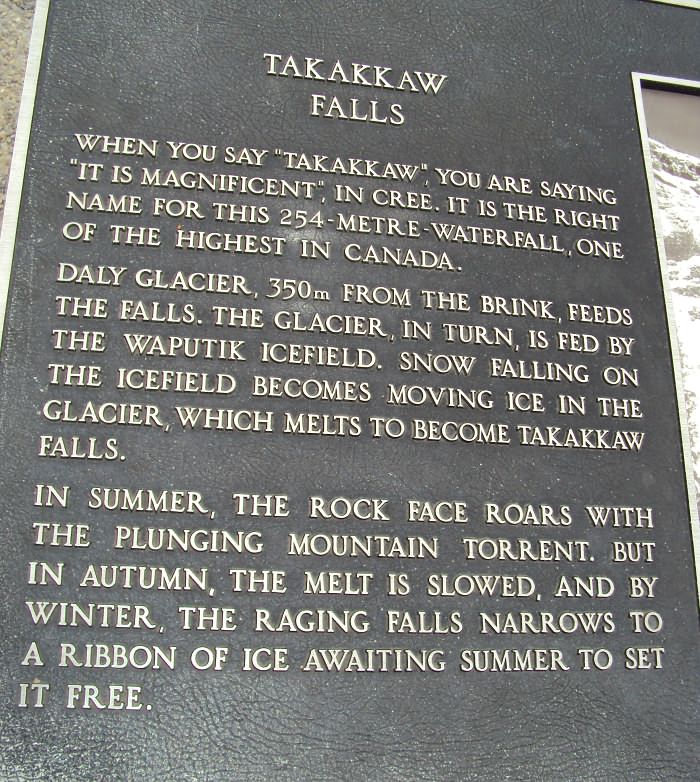 TAKAKKAW
FALLS
WHEN YOU SAY "TAKAKKAW", YOU ARE SAYING
"IT IS MAGNIFICENT", IN CREE. IT IS THE RIGHT
NAME FOR THIS 254-METRE-WATERFALL, ONE
OF THE HIGHEST IN CANADA.
DALY GLACIER, 350m FROM THE BRINK, FEEDS
THE FALLS. THE GLACIER, IN TURN, IS FED BY
THE WAPUTIK ICEFIELD. SNOW FALLING ON
THE ICEFIELD BECOMES MOVING ICE IN THE
GLACIER, WHICH MELTS TO BECOME TAKAKKAW
FALLS.
IN SUMMER, THE ROCK FACE ROARS WITH
THE PLUNGING MOUNTAIN TORRENT. BUT
IN AUTUMN, THE MELT IS SLOWED, AND BY
WINTER, THE RAGING FALLS NARROWS TO
A RIBBON OF ICE AWAITING SUMMER TO SET
IT FREE.